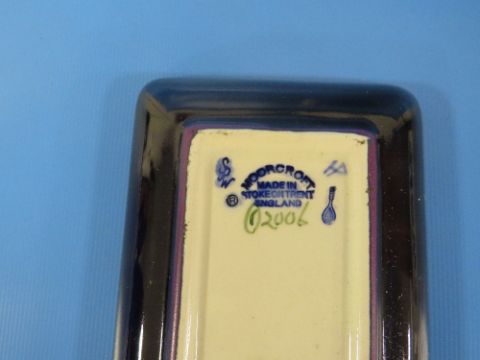 MOORCROFT
MADE IN
STOKE ON TRENT
ENGLAND
®
©2006